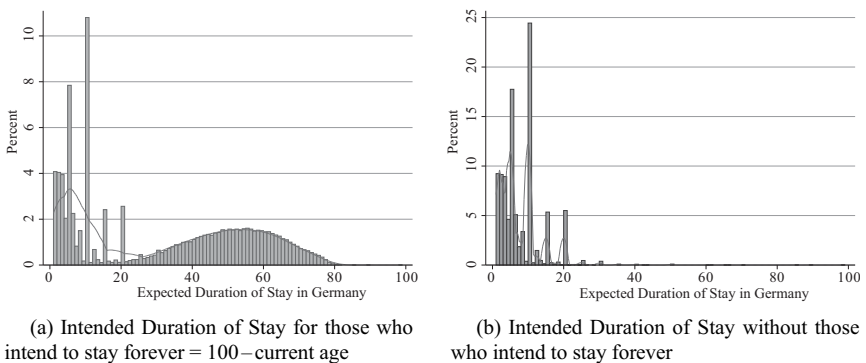 10
8
6
4
2
0
Percent
0 20 40 60 80 100
Expected Duration of Stay in Germany
(a) Intended Duration of Stay for those who
intend to stay forever = 100–current age
25
20
15
10
5
0
Percent
0 20 40 60 80 100
Expected Duration of Stay in Germany
(b) Intended Duration of Stay without those
who intend to stay forever